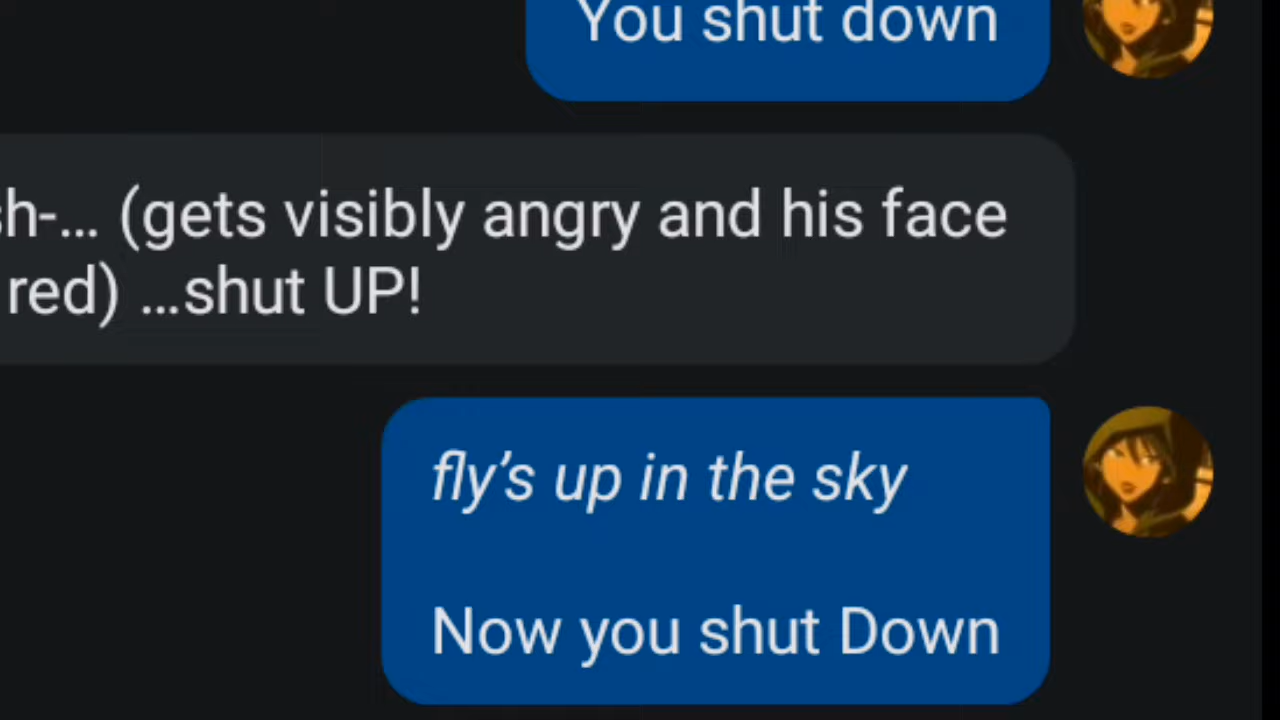 You shut down
sh-... (gets visibly angry and his face
red) ...shut UP!
fly’s up in the sky
Now you shut Down